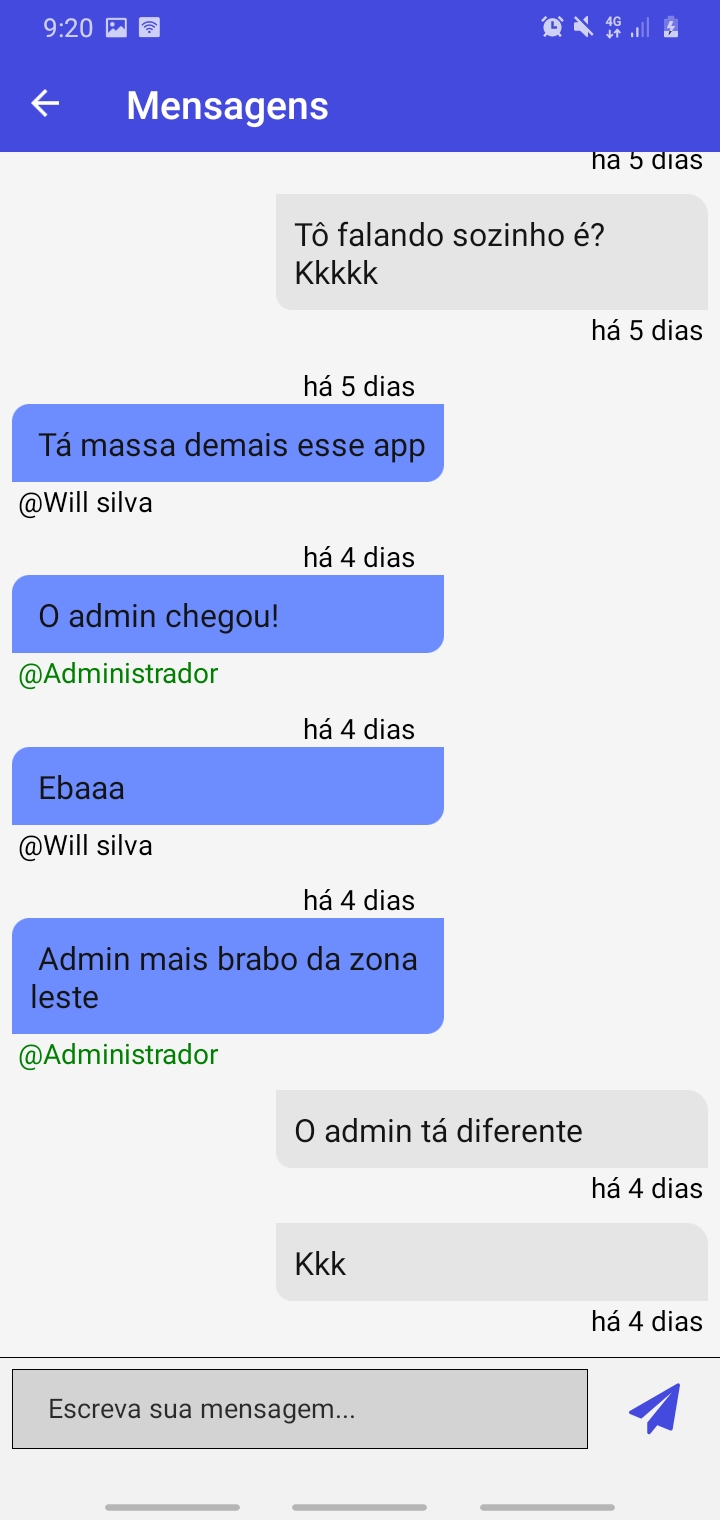 9:20
4G
Mensagens
há 5 dias
Tô falando sozinho é?
Kkkkk
há 5 dias
há 5 dias
Tá massa demais esse app
@Will silva
há 4 dias
O admin chegou!
@Administrador
há 4 dias
Ebaaa
@Will silva
há 4 dias
Admin mais brabo da zona
leste
@Administrador
O admin tá diferente
há 4 dias
Kkk
há 4 dias
Escreva sua mensagem...